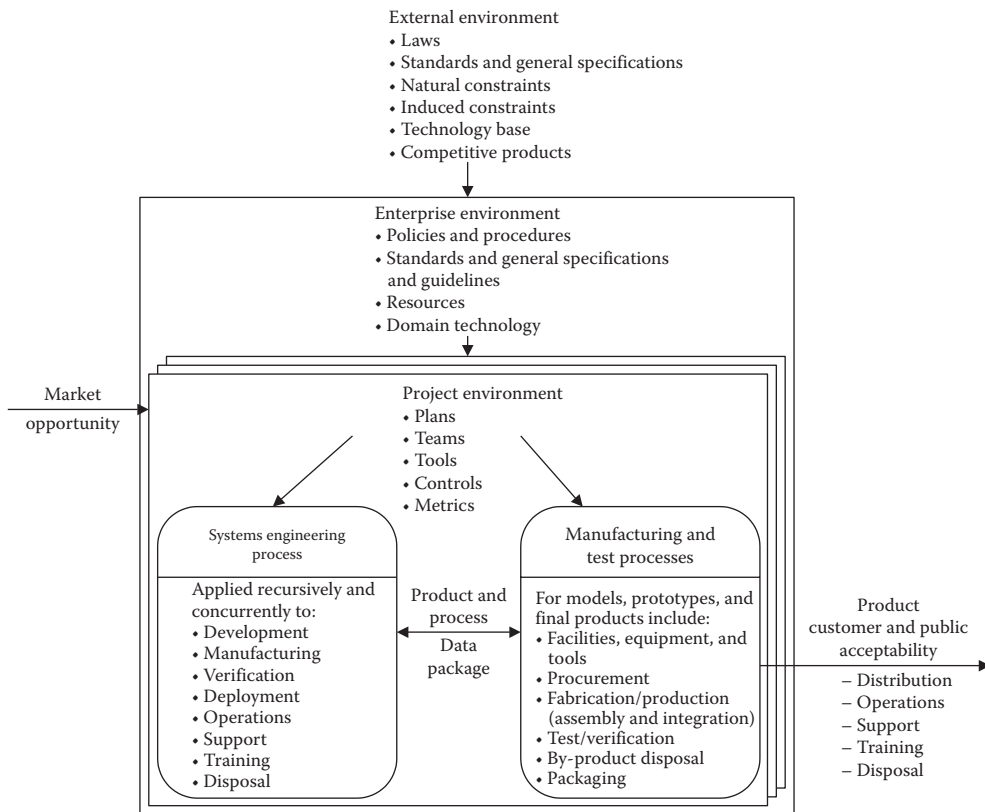 External environment
• Laws
• Standards and general specifications
• Natural constraints
• Induced constraints
• Technology base
• Competitive products
Enterprise environment
• Policies and procedures
• Standards and general specifications
and guidelines
• Resources
• Domain technology
Market
opportunity
Project environment
• Plans
• Teams
• Tools
• Controls
• Metrics
Systems engineering
process
Applied recursively and
concurrently to:
• Development
• Manufacturing
• Verification
• Deployment
• Operations
• Support
• Training
• Disposal
Product and
process
Data
package
Manufacturing and
test processes
For models, prototypes, and
final products include:
• Facilities, equipment, and
tools
• Procurement
• Fabrication/production
(assembly and integration)
• Test/verification
• By-product disposal
• Packaging
Product
customer and public
acceptability
– Distribution
– Operations
– Support
– Training
– Disposal